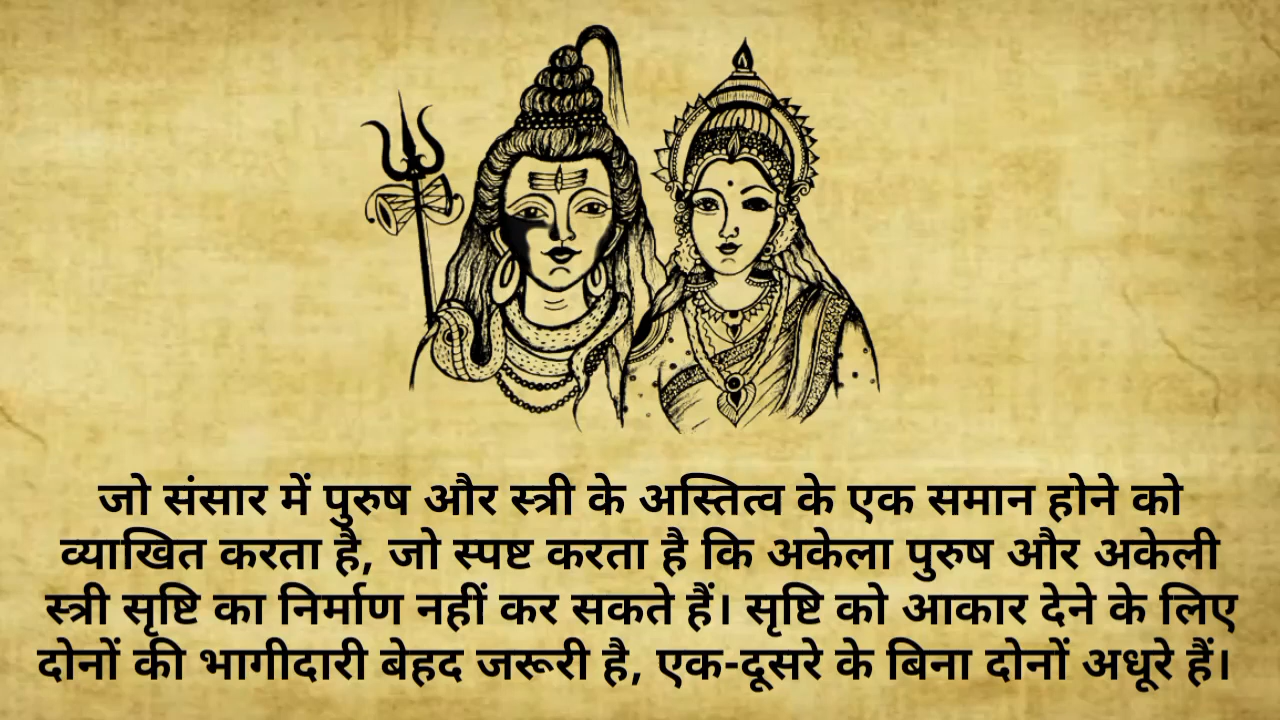 जो संसार में पुरुष और स्त्री के अस्तित्व के एक समान होने को
व्याखित करता है, जो स्पष्ट करता है कि अकेला पुरुष और अकेली
स्त्री सृष्टि का निर्माण नहीं कर सकते हैं। सृष्टि को आकार देने के लिए
दोनों की भागीदारी बेहद जरूरी है, एक-दूसरे के बिना दोनों अधूरे हैं।